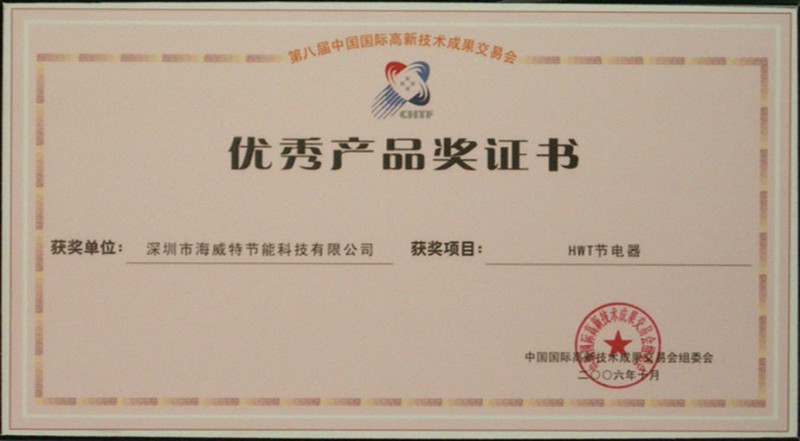 第八届中国国际高新技术成果交易会
CHTF
优秀产品奖证书
获奖单位: 深圳市海威特节能科技有限公司 获奖项目: HWT节电器
中国国际高新技术成果交易会组委会
二〇〇六年十月